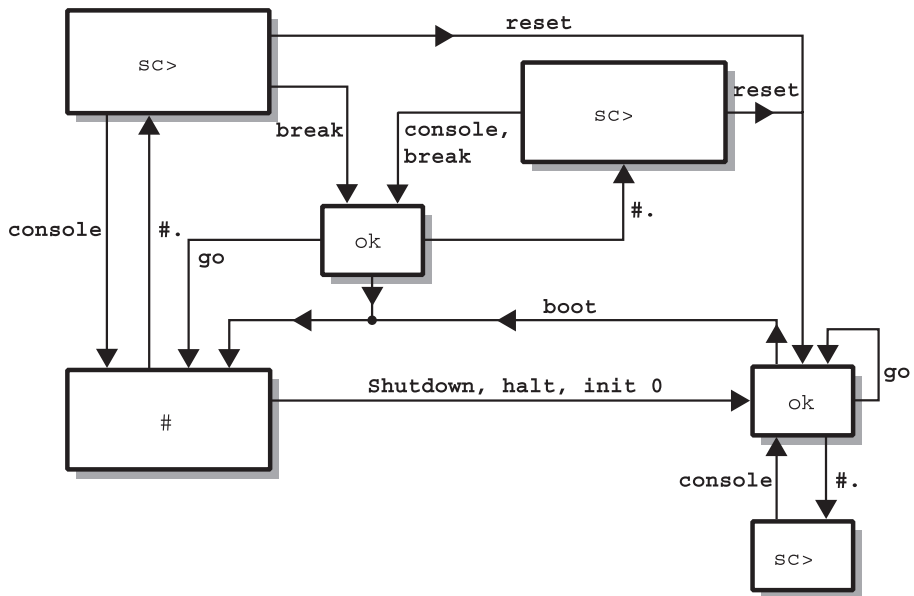 reset
sc>
sc>
reset
break
console,
break
console
#.
#.
ok
go
boot
go
Shutdown, halt, init 0
ok
#
console
#.
sc>